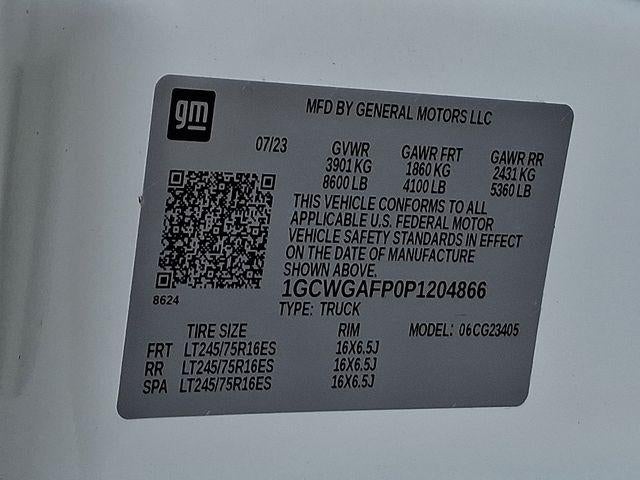 gm
MFD BY GENERAL MOTORS LLC
07/23 GVWR GAWR FRT GAWR RR
3901 KG 1860 KG 2431 KG
8600 LB 4100 LB 5360 LB
THIS VEHICLE CONFORMS TO ALL
APPLICABLE U.S. FEDERAL MOTOR
VEHICLE SAFETY STANDARDS IN EFFECT
ON THE DATE OF MANUFACTURE
SHOWN ABOVE.
8624
1GCWGAFP0P1204866
TYPE: TRUCK
TIRE SIZE RIM MODEL: 06CG23405
FRT LT245/75R16ES 16X6.5J
RR LT245/75R16ES 16X6.5J
SPA LT245/75R16ES 16X6.5J